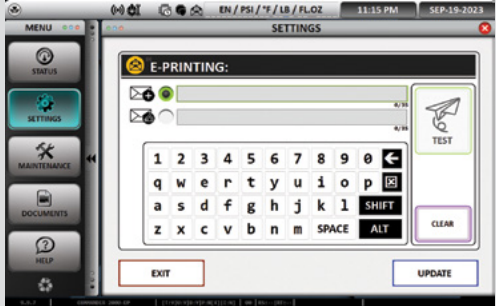 EN / PSI / °F / LB / FL.OZ
11:15 PM
SEP-19-2023
MENU
SETTINGS
STATUS
SETTINGS
MAINTENANCE
DOCUMENTS
HELP
E-PRINTING:
0/35
0/35
1 2 3 4 5 6 7 8 9 0
q w e r t y u i o p
a s d f g h j k l SHIFT
z x c v b n m SPACE ALT
TEST
CLEAR
EXIT
UPDATE